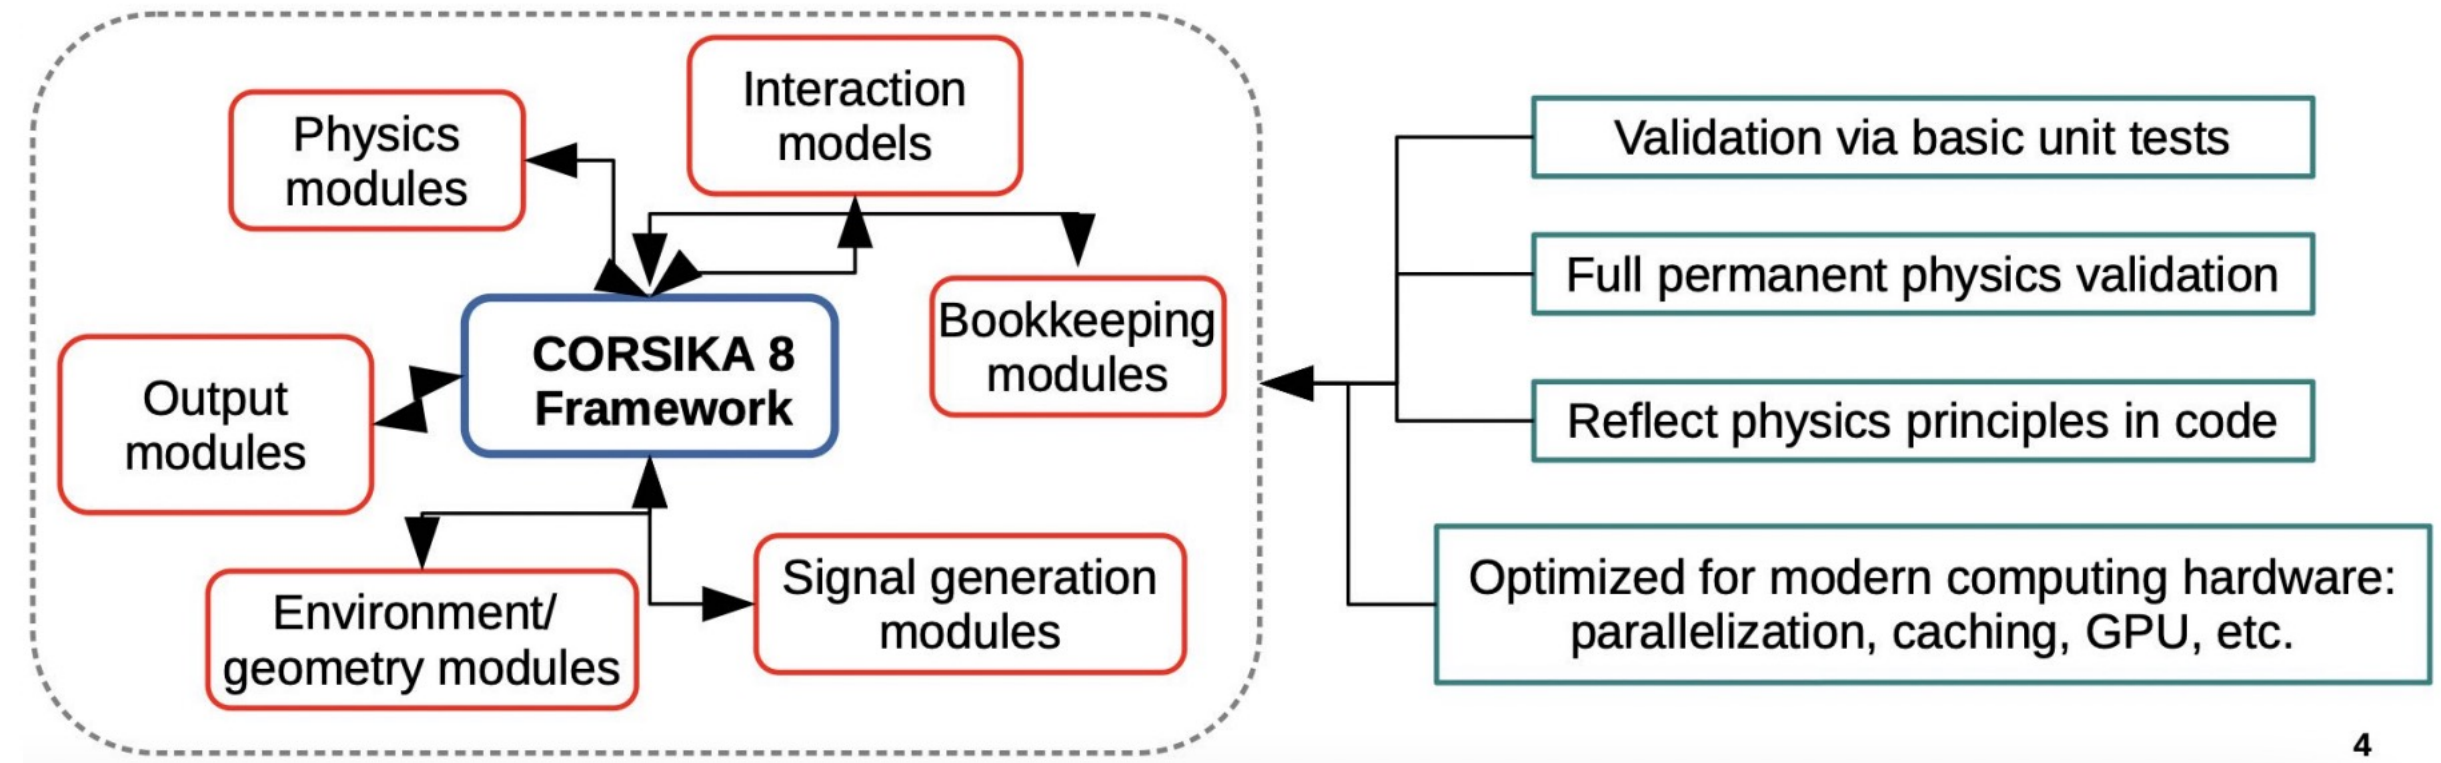 Interaction
models
Physics
modules
Bookkeeping
modules
CORSIKA 8
Framework
Output
modules
Environment/
geometry modules
Signal generation
modules
Validation via basic unit tests
Full permanent physics validation
Reflect physics principles in code
Optimized for modern computing hardware:
parallelization, caching, GPU, etc.
4